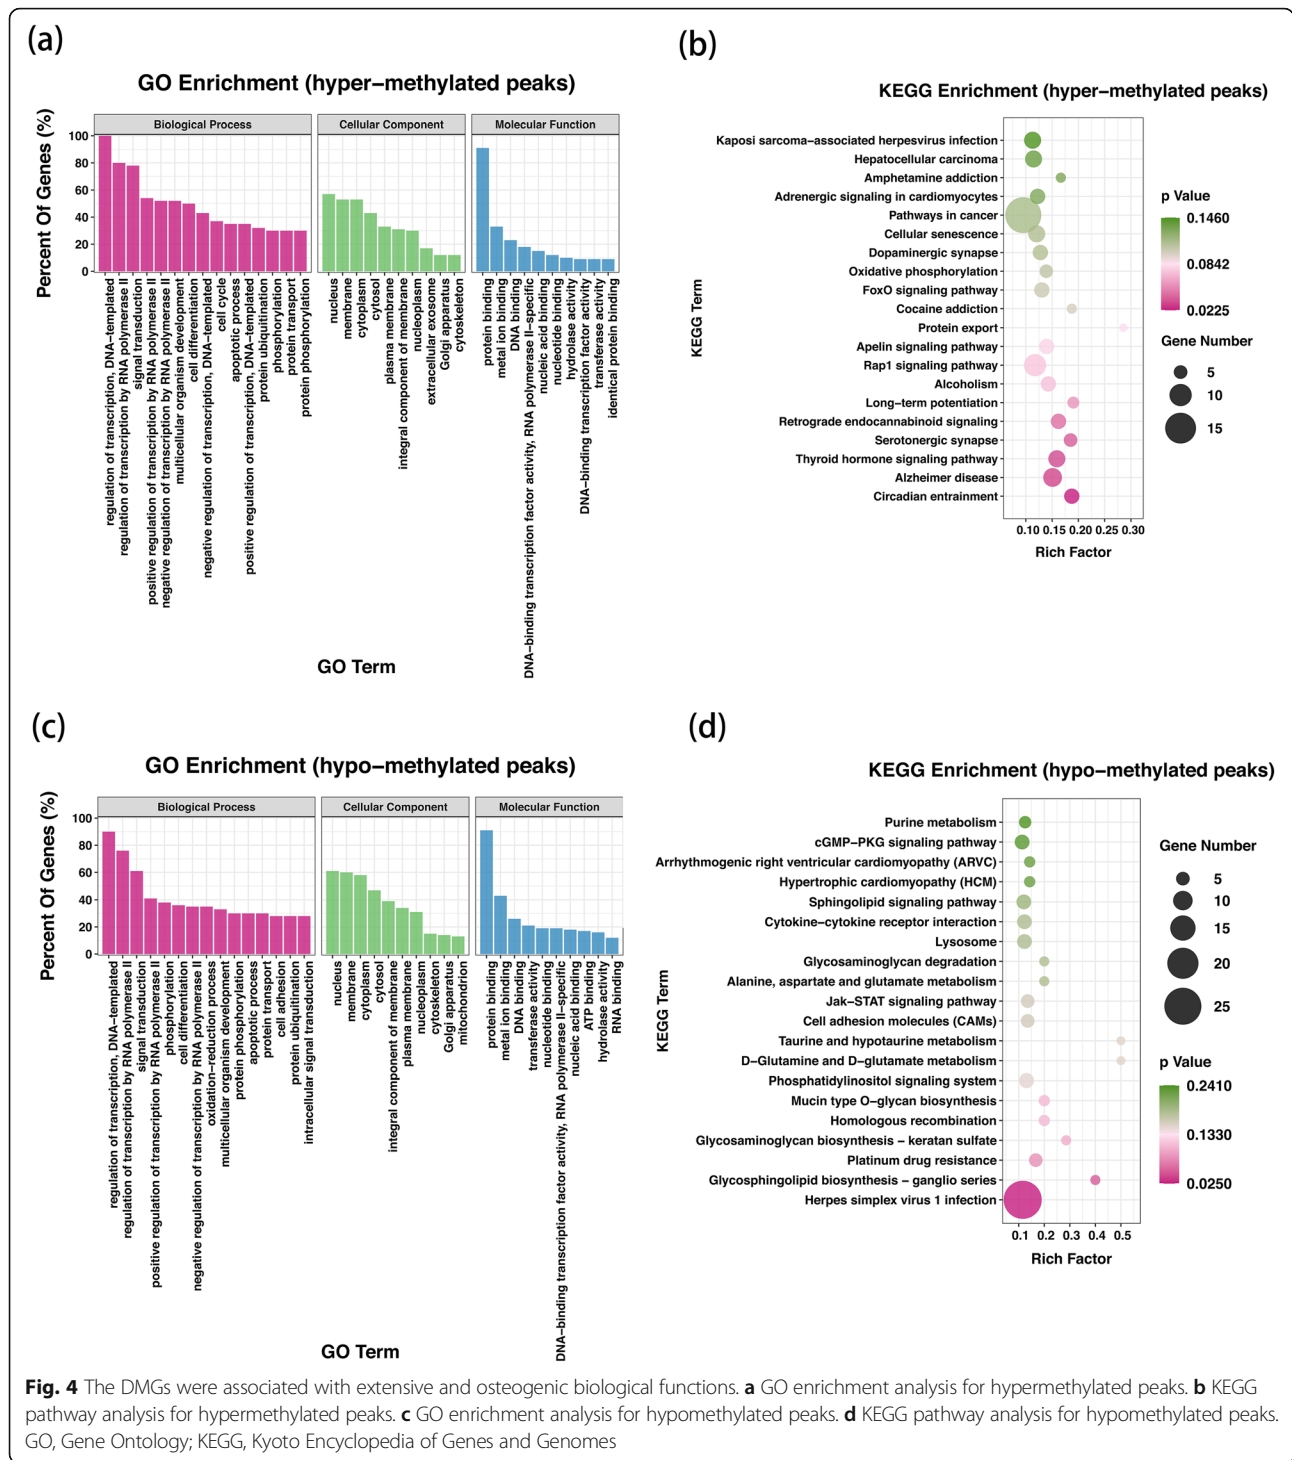 (a)
GO Enrichment (hyper−methylated peaks)
Percent Of Genes (%)
Biological Process
Cellular Component
Molecular Function
100
80
60
40
20
0
regulation of transcription, DNA−templated
regulation of transcription by RNA polymerase II
signal transduction
positive regulation of transcription by RNA polymerase II
negative regulation of transcription by RNA polymerase II
multicellular organism development
cell differentiation
negative regulation of transcription, DNA−templated
cell cycle
apoptotic process
positive regulation of transcription, DNA−templated
protein ubiquitination
phosphorylation
protein transport
protein phosphorylation
nucleus
membrane
cytoplasm
cytosol
plasma membrane
integral component of membrane
nucleoplasm
extracellular exosome
Golgi apparatus
cytoskeleton
protein binding
metal ion binding
DNA binding
DNA−binding transcription factor activity, RNA polymerase II−specific
nucleic acid binding
nucleotide binding
hydrolase activity
DNA−binding transcription factor activity
transferase activity
identical protein binding
GO Term
(b)
KEGG Enrichment (hyper−methylated peaks)
KEGG Term
Kaposi sarcoma−associated herpesvirus infection
Hepatocellular carcinoma
Amphetamine addiction
Adrenergic signaling in cardiomyocytes
Pathways in cancer
Cellular senescence
Dopaminergic synapse
Oxidative phosphorylation
FoxO signaling pathway
Cocaine addiction
Protein export
Apelin signaling pathway
Rap1 signaling pathway
Alcoholism
Long−term potentiation
Retrograde endocannabinoid signaling
Serotonergic synapse
Thyroid hormone signaling pathway
Alzheimer disease
Circadian entrainment
0.10 0.15 0.20 0.25 0.30
Rich Factor
p Value
0.1460
0.0842
0.0225
Gene Number
5
10
15
(c)
GO Enrichment (hypo−methylated peaks)
Percent Of Genes (%)
Biological Process
Cellular Component
Molecular Function
100
80
60
40
20
0
regulation of transcription, DNA−templated
regulation of transcription by RNA polymerase II
signal transduction
positive regulation of transcription by RNA polymerase II
phosphorylation
cell differentiation
negative regulation of transcription by RNA polymerase II
oxidation−reduction process
multicellular organism development
protein phosphorylation
apoptotic process
protein transport
cell adhesion
protein ubiquitination
intracellular signal transduction
nucleus
membrane
cytoplasm
cytosol
integral component of membrane
plasma membrane
nucleoplasm
cytoskeleton
Golgi apparatus
mitochondrion
protein binding
metal ion binding
DNA binding
transferase activity
nucleotide binding
DNA−binding transcription factor activity, RNA polymerase II−specific
nucleic acid binding
ATP binding
hydrolase activity
RNA binding
GO Term
(d)
KEGG Enrichment (hypo−methylated peaks)
KEGG Term
Purine metabolism
cGMP−PKG signaling pathway
Arrhythmogenic right ventricular cardiomyopathy (ARVC)
Hypertrophic cardiomyopathy (HCM)
Sphingolipid signaling pathway
Cytokine−cytokine receptor interaction
Lysosome
Glycosaminoglycan degradation
Alanine, aspartate and glutamate metabolism
Jak−STAT signaling pathway
Cell adhesion molecules (CAMs)
Taurine and hypotaurine metabolism
D−Glutamine and D−glutamate metabolism
Phosphatidylinositol signaling system
Mucin type O−glycan biosynthesis
Homologous recombination
Glycosaminoglycan biosynthesis − keratan sulfate
Platinum drug resistance
Glycosphingolipid biosynthesis − ganglio series
Herpes simplex virus 1 infection
0.1 0.2 0.3 0.4 0.5
Rich Factor
Gene Number
5
10
15
20
25
p Value
0.2410
0.1330
0.0250
Fig. 4 The DMGs were associated with extensive and osteogenic biological functions. a GO enrichment analysis for hypermethylated peaks. b KEGG
pathway analysis for hypermethylated peaks. c GO enrichment analysis for hypomethylated peaks. d KEGG pathway analysis for hypomethylated peaks.
GO, Gene Ontology; KEGG, Kyoto Encyclopedia of Genes and Genomes